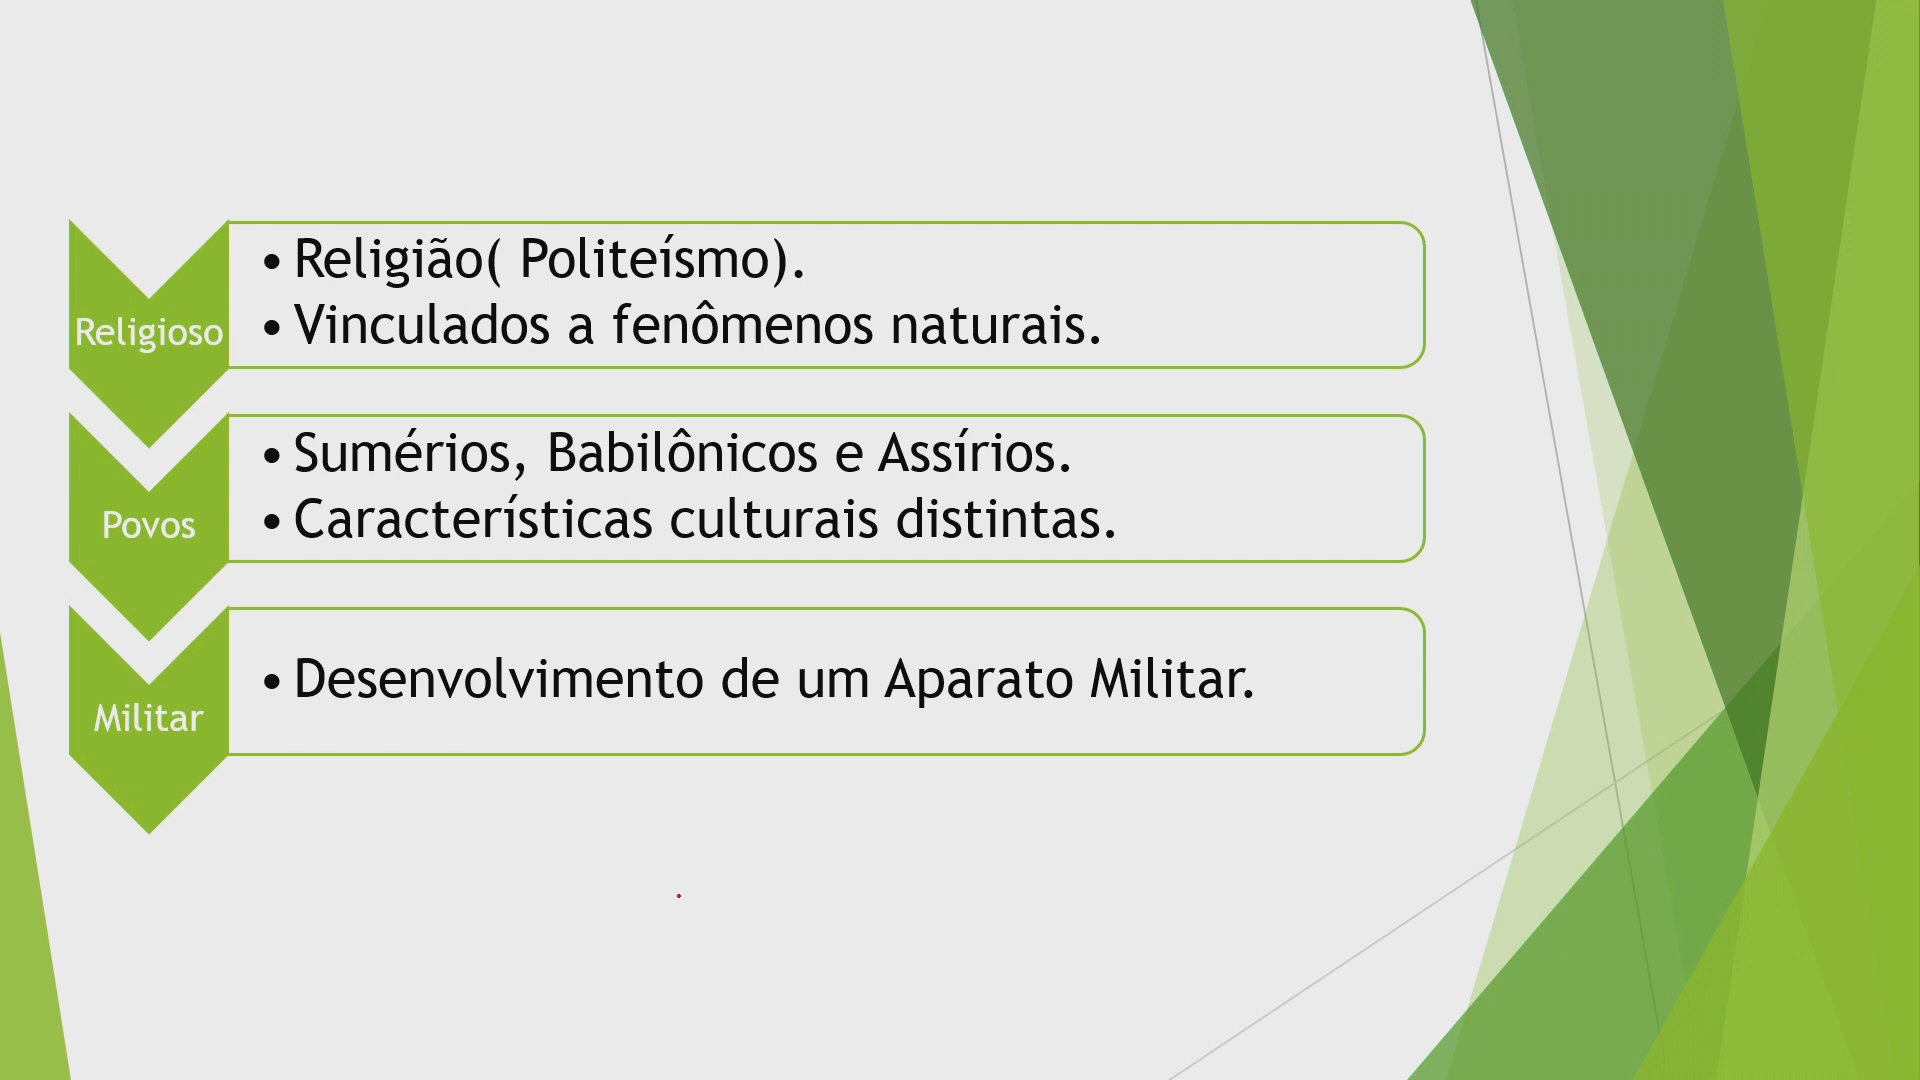 Religioso
• Religião( Politeísmo).
• Vinculados a fenômenos naturais.
Povos
• Sumérios, Babilônicos e Assírios.
• Características culturais distintas.
Militar
• Desenvolvimento de um Aparato Militar.